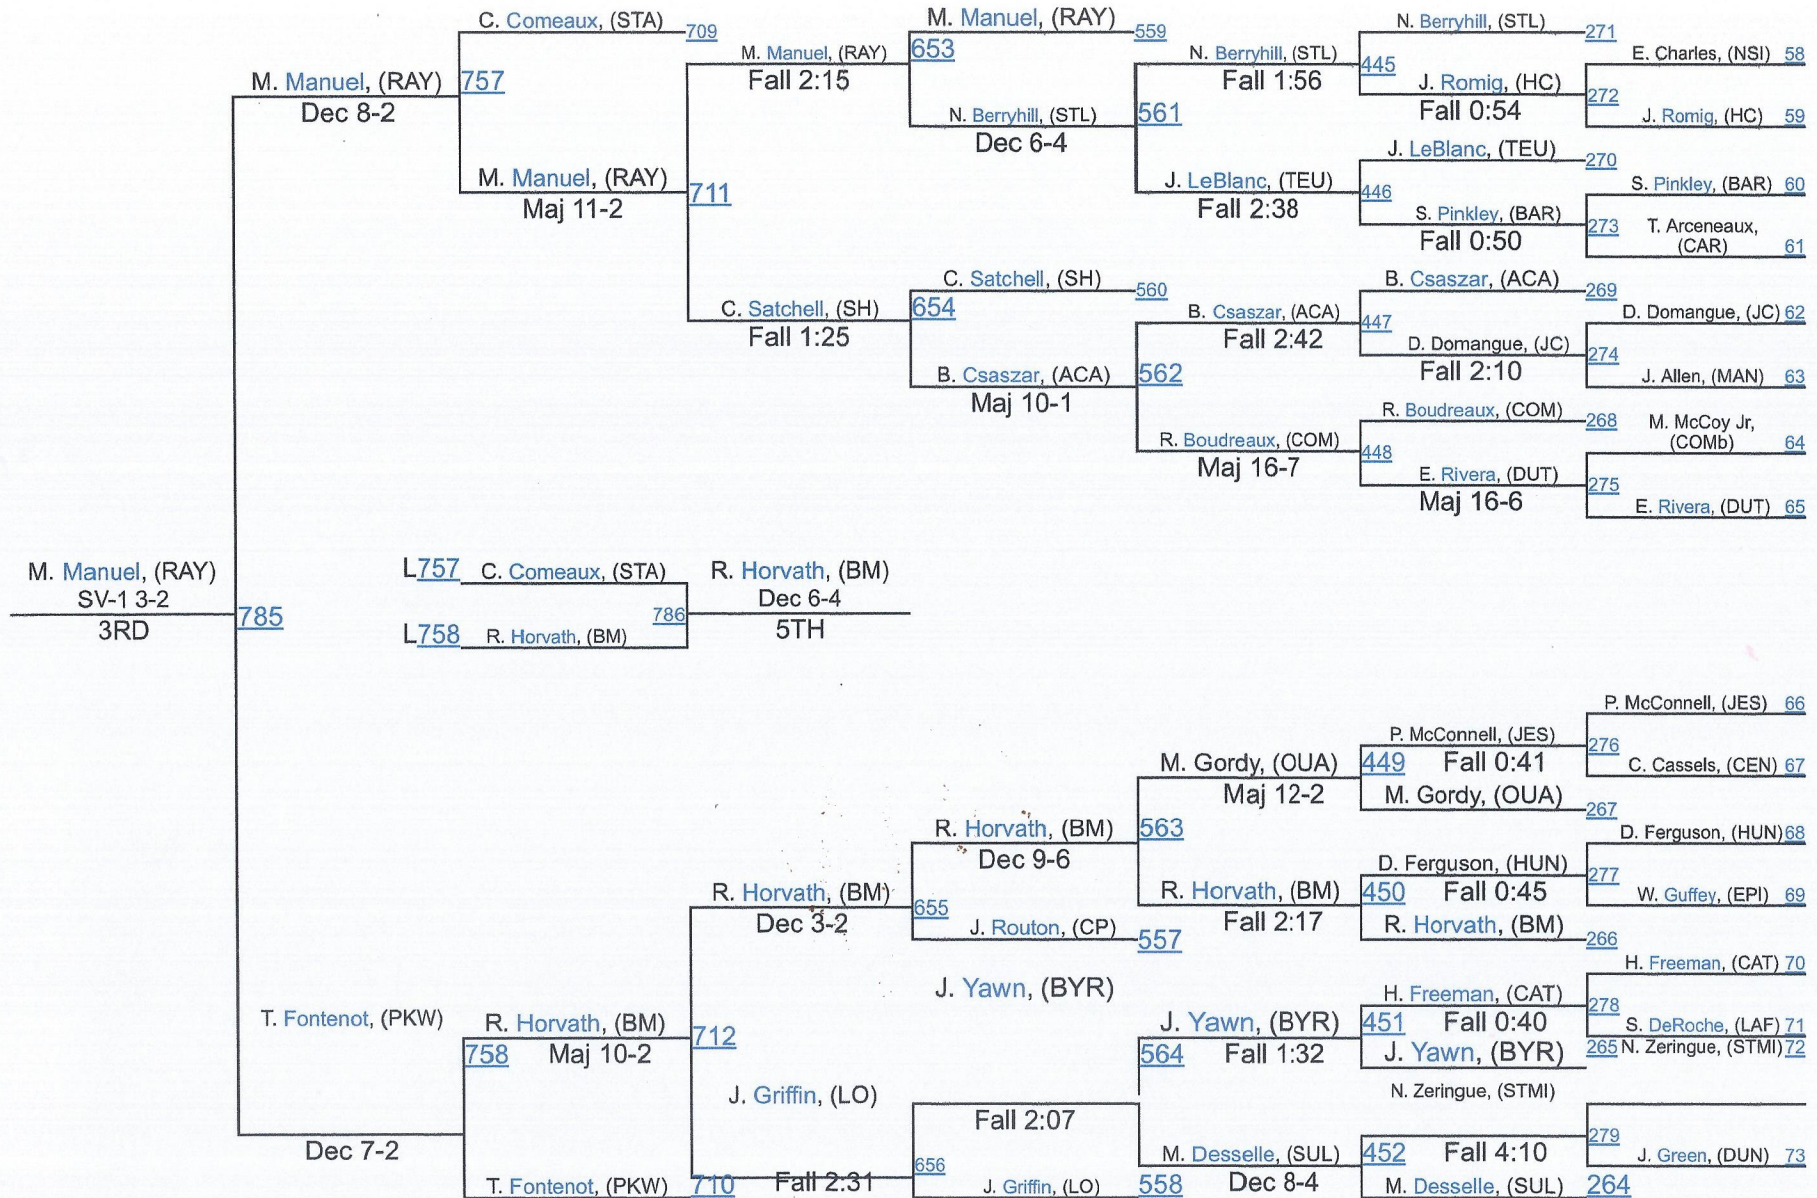 C. Comeaux, (STA)
709
M. Manuel, (RAY)
Dec 8-2
757
M. Manuel, (RAY)
Maj 11-2
M. Manuel, (RAY)
Fall 2:15
711
C. Satchell, (SH)
Fall 1:25
M. Manuel, (RAY)
559
653
N. Berryhill, (STL)
Dec 6-4
C. Satchell, (SH)
560
654
B. Csaszar, (ACA)
Maj 10-1
N. Berryhill, (STL)
Fall 1:56
561
J. LeBlanc, (TEU)
Fall 2:38
B. Csaszar, (ACA)
Fall 2:42
562
R. Boudreaux, (COM)
Maj 16-7
N. Berryhill, (STL)
271
445
J. Romig, (HC)
Fall 0:54
J. LeBlanc, (TEU)
270
446
S. Pinkley, (BAR)
Fall 0:50
B. Csaszar, (ACA)
269
447
D. Domangue, (JC)
Fall 2:10
R. Boudreaux, (COM)
268
448
E. Rivera, (DUT)
Maj 16-6
E. Charles, (NSI) 58
272
J. Romig, (HC) 59
S. Pinkley, (BAR) 60
273
T. Arceneaux,
(CAR) 61
D. Domangue, (JC) 62
274
J. Allen, (MAN) 63
M. McCoy Jr,
(COMb) 64
275
E. Rivera, (DUT) 65
M. Manuel, (RAY)
SV-1 3-2
3RD
785
L757 C. Comeaux, (STA)
786
L758 R. Horvath, (BM)
R. Horvath, (BM)
Dec 6-4
5TH
T. Fontenot, (PKW)
Dec 7-2
R. Horvath, (BM)
758 Maj 10-2
T. Fontenot, (PKW) 710
R. Horvath, (BM)
Dec 3-2
712
J. Griffin, (LO)
Fall 2:31
R. Horvath, (BM)
Dec 9-6
655
J. Routon, (CP) 557
J. Yawn, (BYR)
Fall 2:07
656
J. Griffin, (LO) 558
M. Gordy, (OUA)
Maj 12-2
563
R. Horvath, (BM)
Fall 2:17
J. Yawn, (BYR)
564 Fall 1:32
M. Desselle, (SUL)
Dec 8-4
P. McConnell, (JES)
449 Fall 0:41
M. Gordy, (OUA) 267
D. Ferguson, (HUN)
450 Fall 0:45
R. Horvath, (BM) 266
H. Freeman, (CAT)
451 Fall 0:40
J. Yawn, (BYR) 265
N. Zeringue, (STMI)
452 Fall 4:10
M. Desselle, (SUL) 264
P. McConnell, (JES) 66
276
C. Cassels, (CEN) 67
D. Ferguson, (HUN) 68
277
W. Guffey, (EPI) 69
H. Freeman, (CAT) 70
278
S. DeRoche, (LAF) 71
N. Zeringue, (STMI) 72
279
J. Green, (DUN) 73